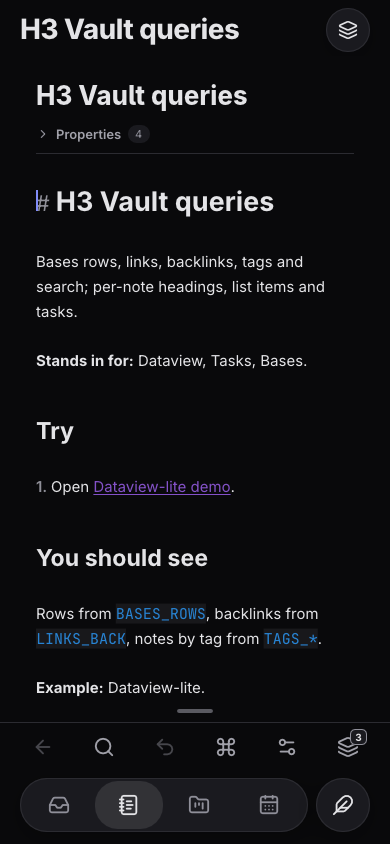 H3 Vault queries
H3 Vault queries
Properties 4
# H3 Vault queries
Bases rows, links, backlinks, tags and
search; per-note headings, list items and
tasks.
Stands in for: Dataview, Tasks, Bases.
Try
1. Open Dataview-lite demo.
You should see
Rows from BASES_ROWS, backlinks from
LINKS_BACK, notes by tag from TAGS_*.
Example: Dataview-lite.
3